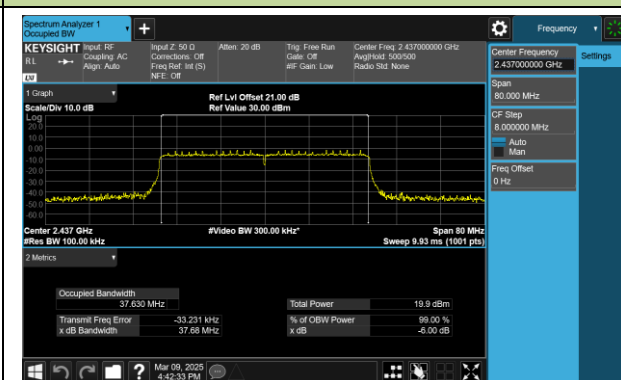 Spectrum Analyzer 1
Occupied BW
Frequency
KEYSIGHT Input: RF
RL
Coupling: AC
Align: Auto
Input Z: 50 Ω
Corrections: Off
Freq Ref: Int (S)
NFE: Off
Atten: 20 dB
Trig: Free Run
Gate: Off
#IF Gain: Low
Center Freq: 2.437000000 GHz
Avg|Hold: 500/500
Radio Std: None
LXI
Center Frequency
2.437000000 GHz
Settings
Span
80.000 MHz
CF Step
8.000000 MHz
Auto
Man
Freq Offset
0 Hz
1 Graph
Scale/Div 10.0 dB
Ref Lvl Offset 21.00 dB
Ref Value 30.00 dBm
Log
20.0
10.0
0.00
-10.0
-20.0
-30.0
-40.0
-50.0
-60.0
Center 2.437 GHz
#Res BW 100.00 kHz
#Video BW 300.00 kHz*
Span 80 MHz
Sweep 9.93 ms (1001 pts)
2 Metrics
Occupied Bandwidth
37.630 MHz
Total Power 19.9 dBm
Transmit Freq Error -33.231 kHz
% of OBW Power 99.00 %
x dB Bandwidth 37.68 MHz
x dB -6.00 dB
Mar 09, 2025
4:42:33 PM